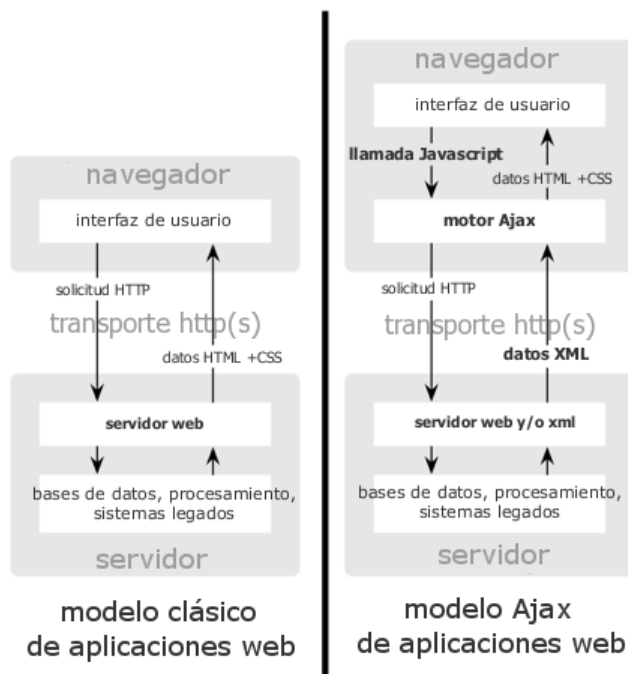 navegador
interfaz de usuario
solicitud HTTP
transporte http(s)
datos HTML +CSS
servidor web
bases de datos, procesamiento,
sistemas legados
servidor
modelo clásico
de aplicaciones web
navegador
interfaz de usuario
llamada Javascript
datos HTML +CSS
motor Ajax
solicitud HTTP
transporte http(s)
datos XML
servidor web y/o xml
bases de datos, procesamiento,
sistemas legados
servidor
modelo Ajax
de aplicaciones web